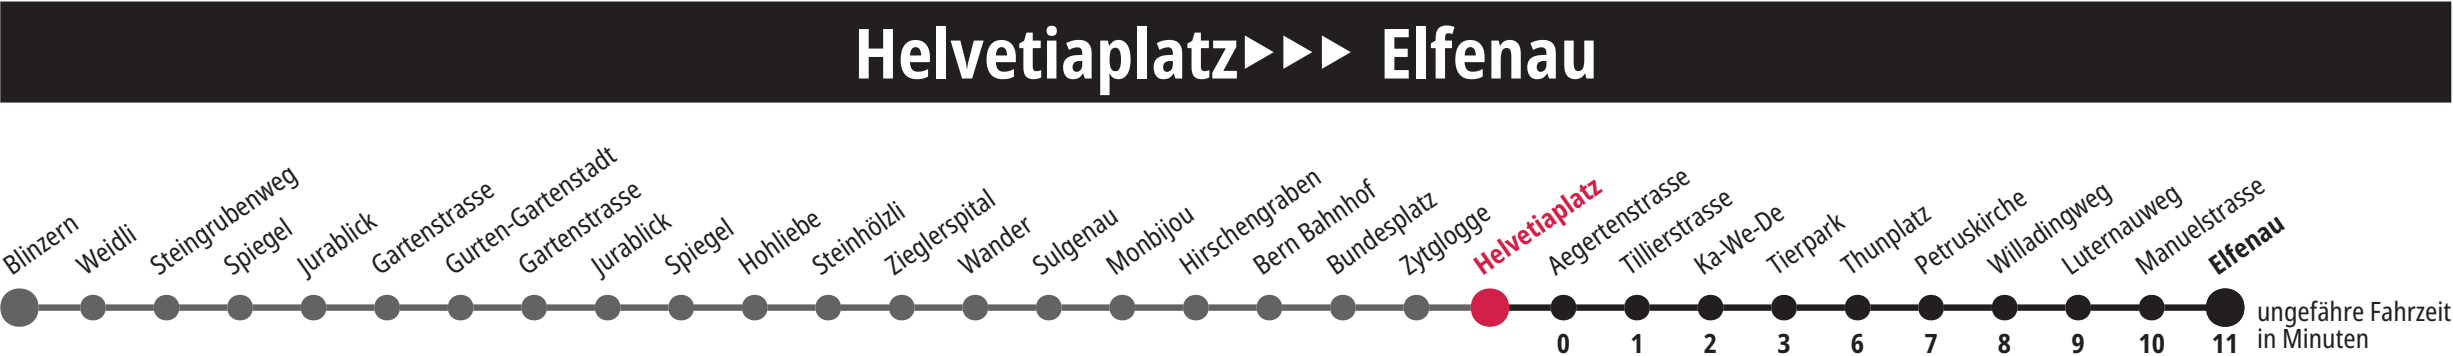 Helvetiaplatz▶▶▶ Elfenau
Blinzern
Weidli
Steingrubenweg
Spiegel
Jurablick
Gartenstrasse
Gurten-Gartenstadt
Gartenstrasse
Jurablick
Spiegel
Hohliebe
Steinhölzli
Zieglerspital
Wander
Sulgenau
Monbijou
Hirschengraben
Bern Bahnhof
Bundesplatz
Zytglogge
Helvetiaplatz
Aegertenstrasse
Tillierstrasse
Ka-We-De
Tierpark
Thunplatz
Petruskirche
Willadingweg
Luternauweg
Manuelstrasse
Elfenau
0 1 2 3 6 7 8 9 10 11
ungefähre Fahrzeit
in Minuten